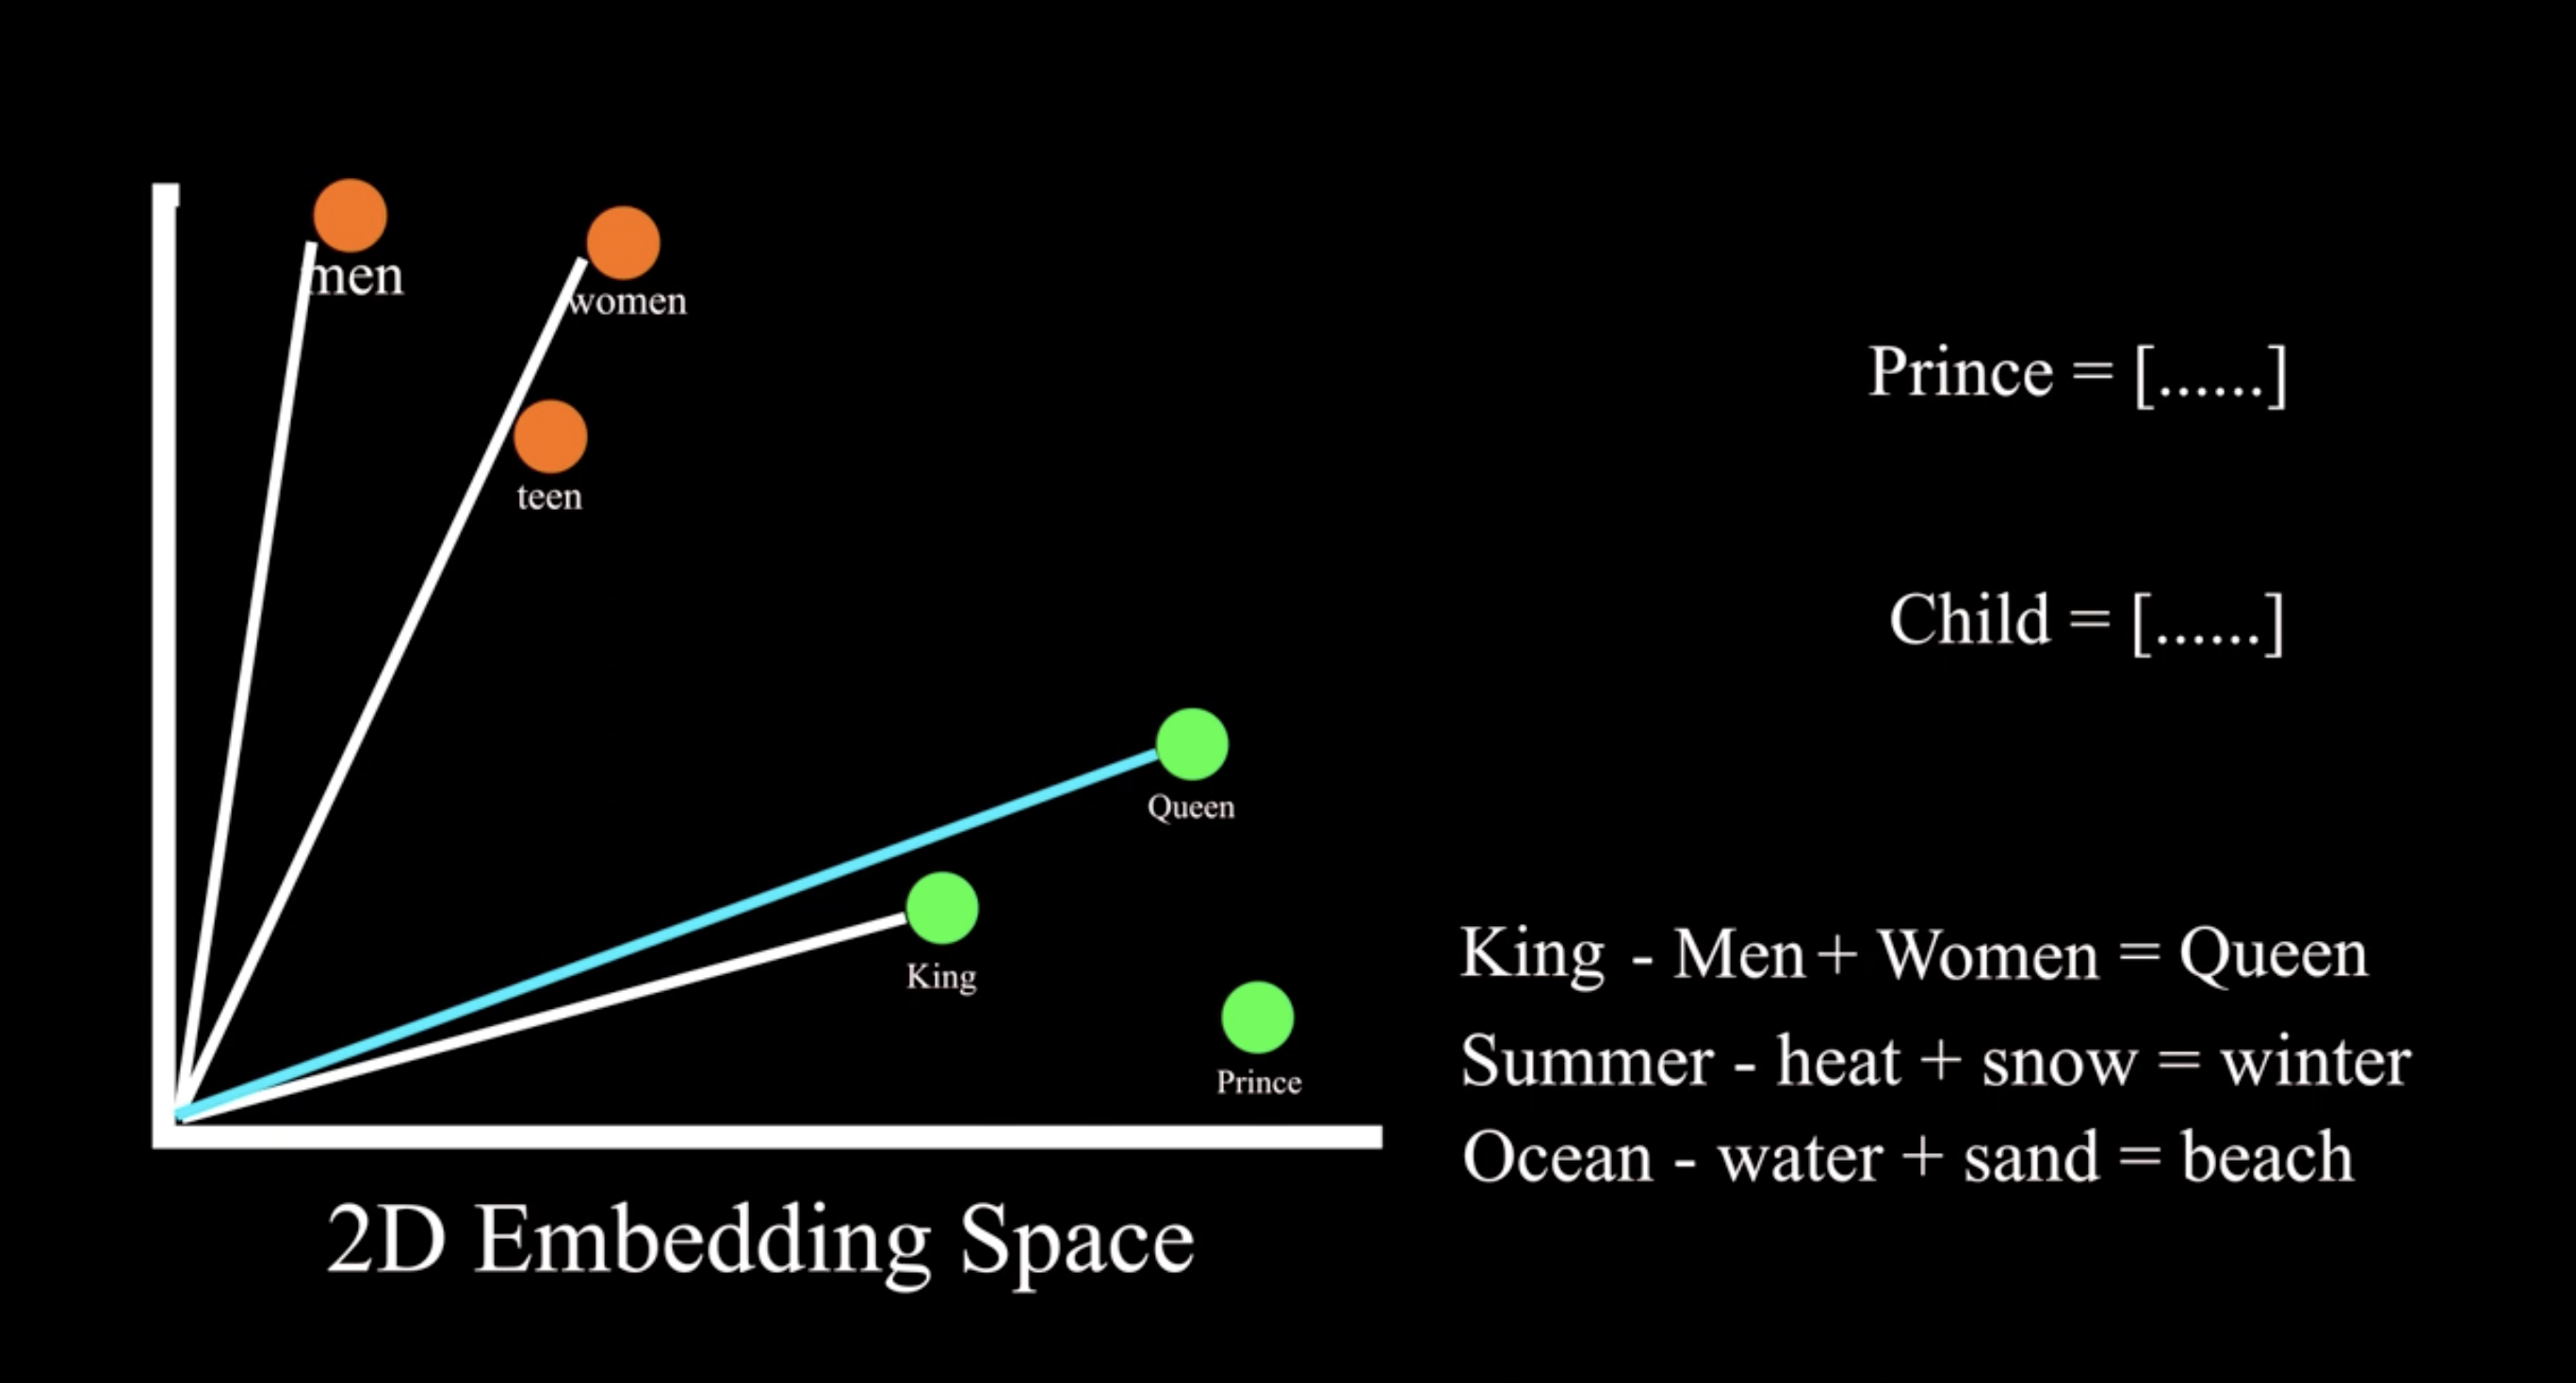 men
women
teen
Queen
King
Prince
2D Embedding Space
Prince = [......]
Child = [......]
King - Men + Women = Queen
Summer - heat + snow = winter
Ocean - water + sand = beach